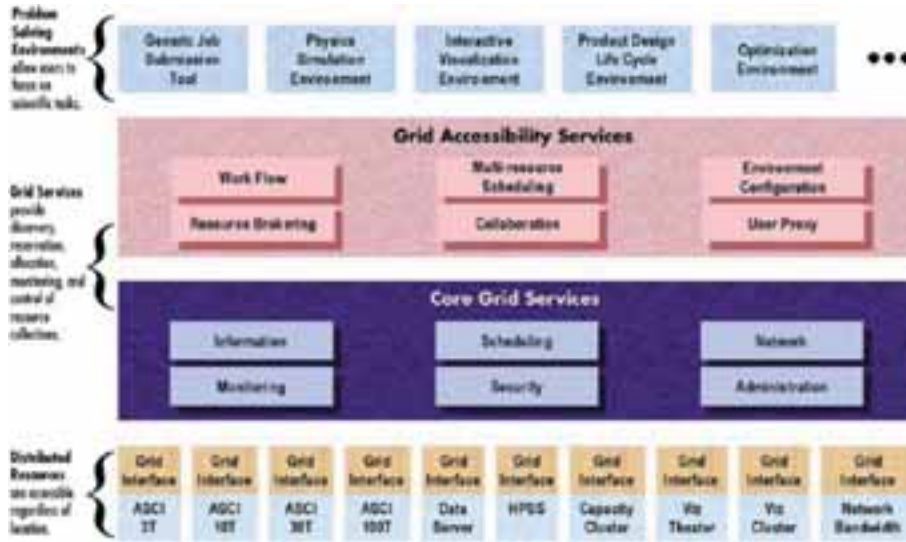 Problem
Solving
Environments
allow users to
focus on
scientific tasks.
Generic Job
Submission
Tool
Physics
Simulation
Environment
Interactive
Visualization
Environment
Product Design
Life Cycle
Environment
Optimization
Environment
•••
Grid Services
provide
discovery,
reservation,
allocation,
monitoring, and
control of
resource
collections.
Grid Accessibility Services
Work Flow
Multi-resource
Scheduling
Environment
Configuration
Resource Brokering
Collaboration
User Proxy
Core Grid Services
Information
Scheduling
Network
Monitoring
Security
Administration
Distributed
Resources
are accessible
regardless of
location.
Grid
Interface
ASCI
3T
Grid
Interface
ASCI
10T
Grid
Interface
ASCI
30T
Grid
Interface
ASCI
100T
Grid
Interface
Data
Server
Grid
Interface
HPSS
Grid
Interface
Capacity
Cluster
Grid
Interface
Viz
Theater
Grid
Interface
Viz
Cluster
Grid
Interface
Network
Bandwidth